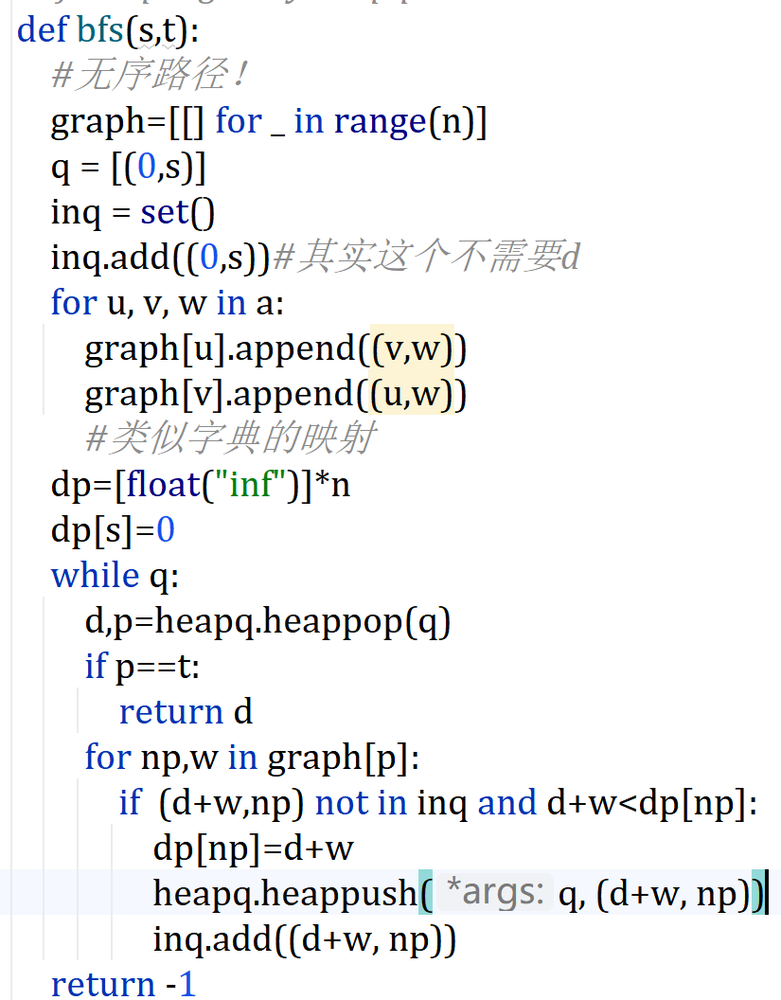 def bfs(s,t):
    #无序路径！
    graph=[[] for _ in range(n)]
    q = [(0,s)]
    inq = set()
    inq.add((0,s))#其实这个不需要d
    for u, v, w in a:
        graph[u].append((v,w))
        graph[v].append((u,w))
        #类似字典的映射
    dp=[float("inf")]*n
    dp[s]=0
    while q:
        d,p=heapq.heappop(q)
        if p==t:
            return d
        for np,w in graph[p]:
            if  (d+w,np) not in inq and d+w<dp[np]:
                dp[np]=d+w
                heapq.heappush( *args: q, (d+w, np))
                inq.add((d+w, np))
    return -1